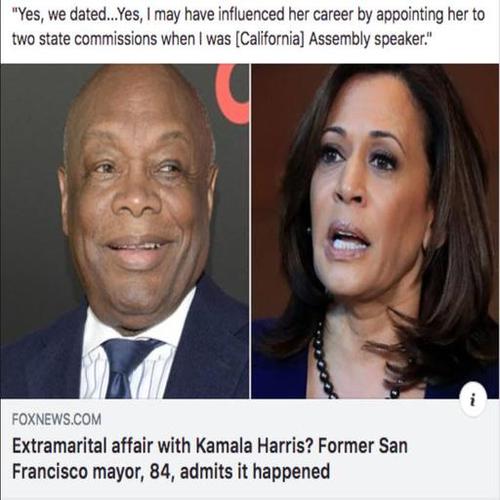 "Yes, we dated...Yes, I may have influenced her career by appointing her to
two state commissions when I was [California] Assembly speaker."
i
FOXNEWS.COM
Extramarital affair with Kamala Harris? Former San
Francisco mayor, 84, admits it happened